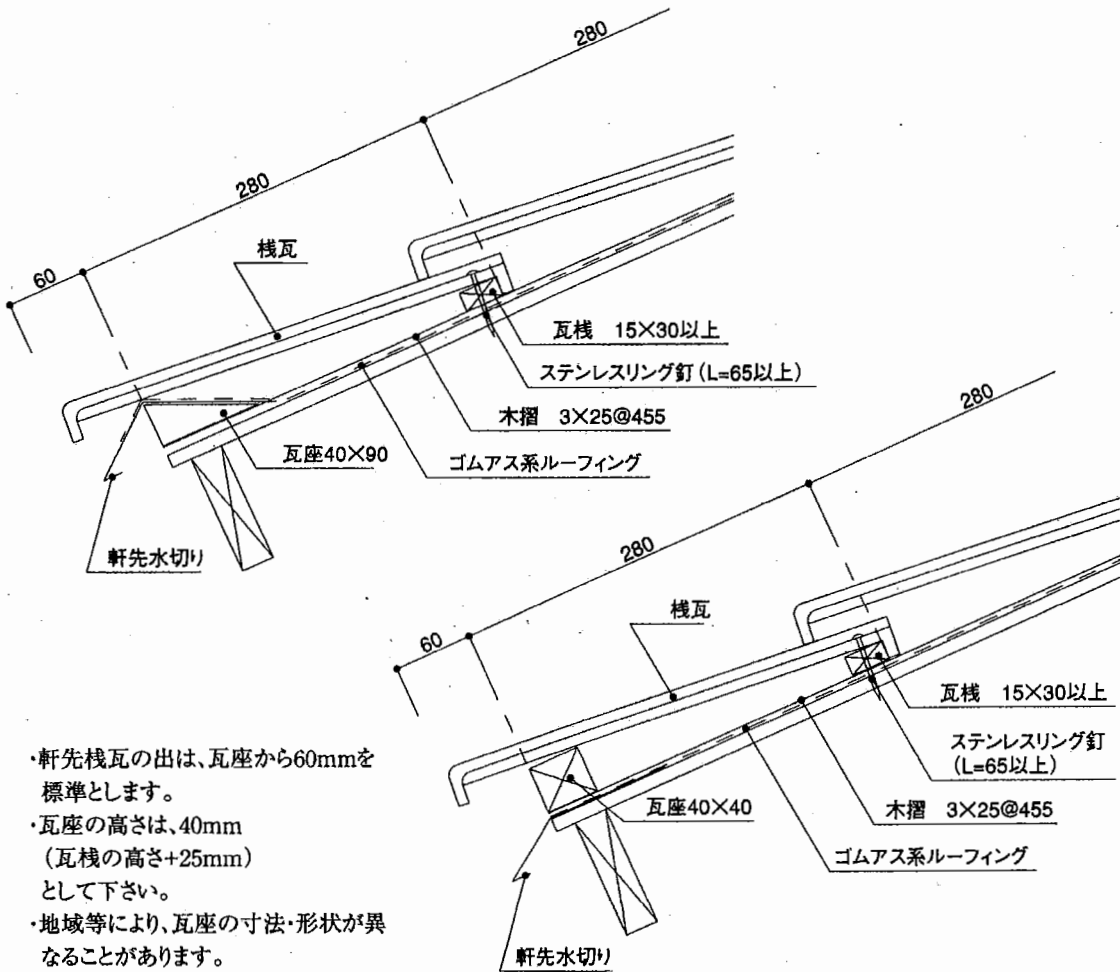 280
280
60
桟瓦
瓦桟 15×30以上
ステンレスリング釘(L=65以上)
木摺 3×25@455
瓦座40×90
ゴムアス系ルーフィング
軒先水切り
280
280
60
桟瓦
瓦桟 15×30以上
ステンレスリング釘
(L=65以上)
瓦座40×40
木摺 3×25@455
ゴムアス系ルーフィング
軒先水切り
・軒先桟瓦の出は、瓦座から60mmを
標準とします。
・瓦座の高さは、40mm
(瓦桟の高さ+25mm)
として下さい。
・地域等により、瓦座の寸法・形状が異
なることがあります。